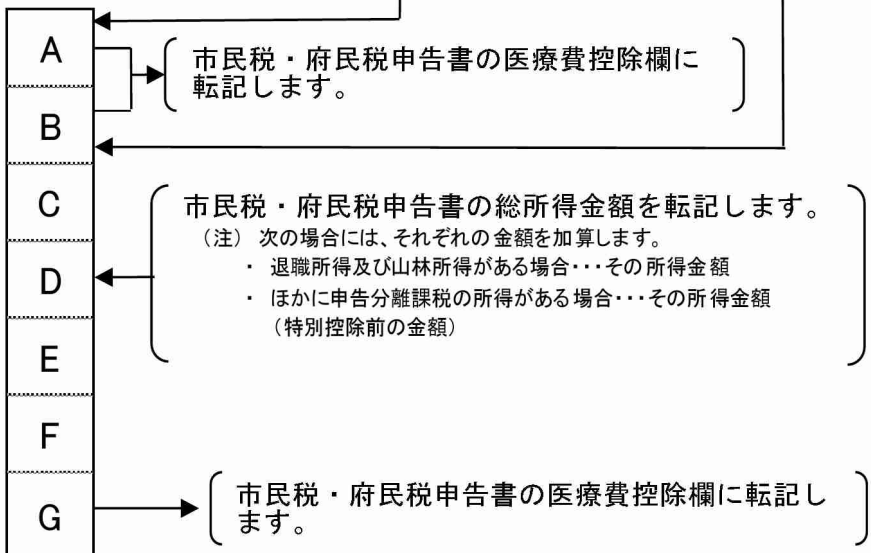 A
市民税・府民税申告書の医療費控除欄に
転記します。
B
C
市民税・府民税申告書の総所得金額を転記します。
（注） 次の場合には、それぞれの金額を加算します。
・ 退職所得及び山林所得がある場合・・・その所得金額
D
・ ほかに申告分離課税の所得がある場合・・・その所得金額
（特別控除前の金額）
E
F
G
市民税・府民税申告書の医療費控除欄に転記し
ます。